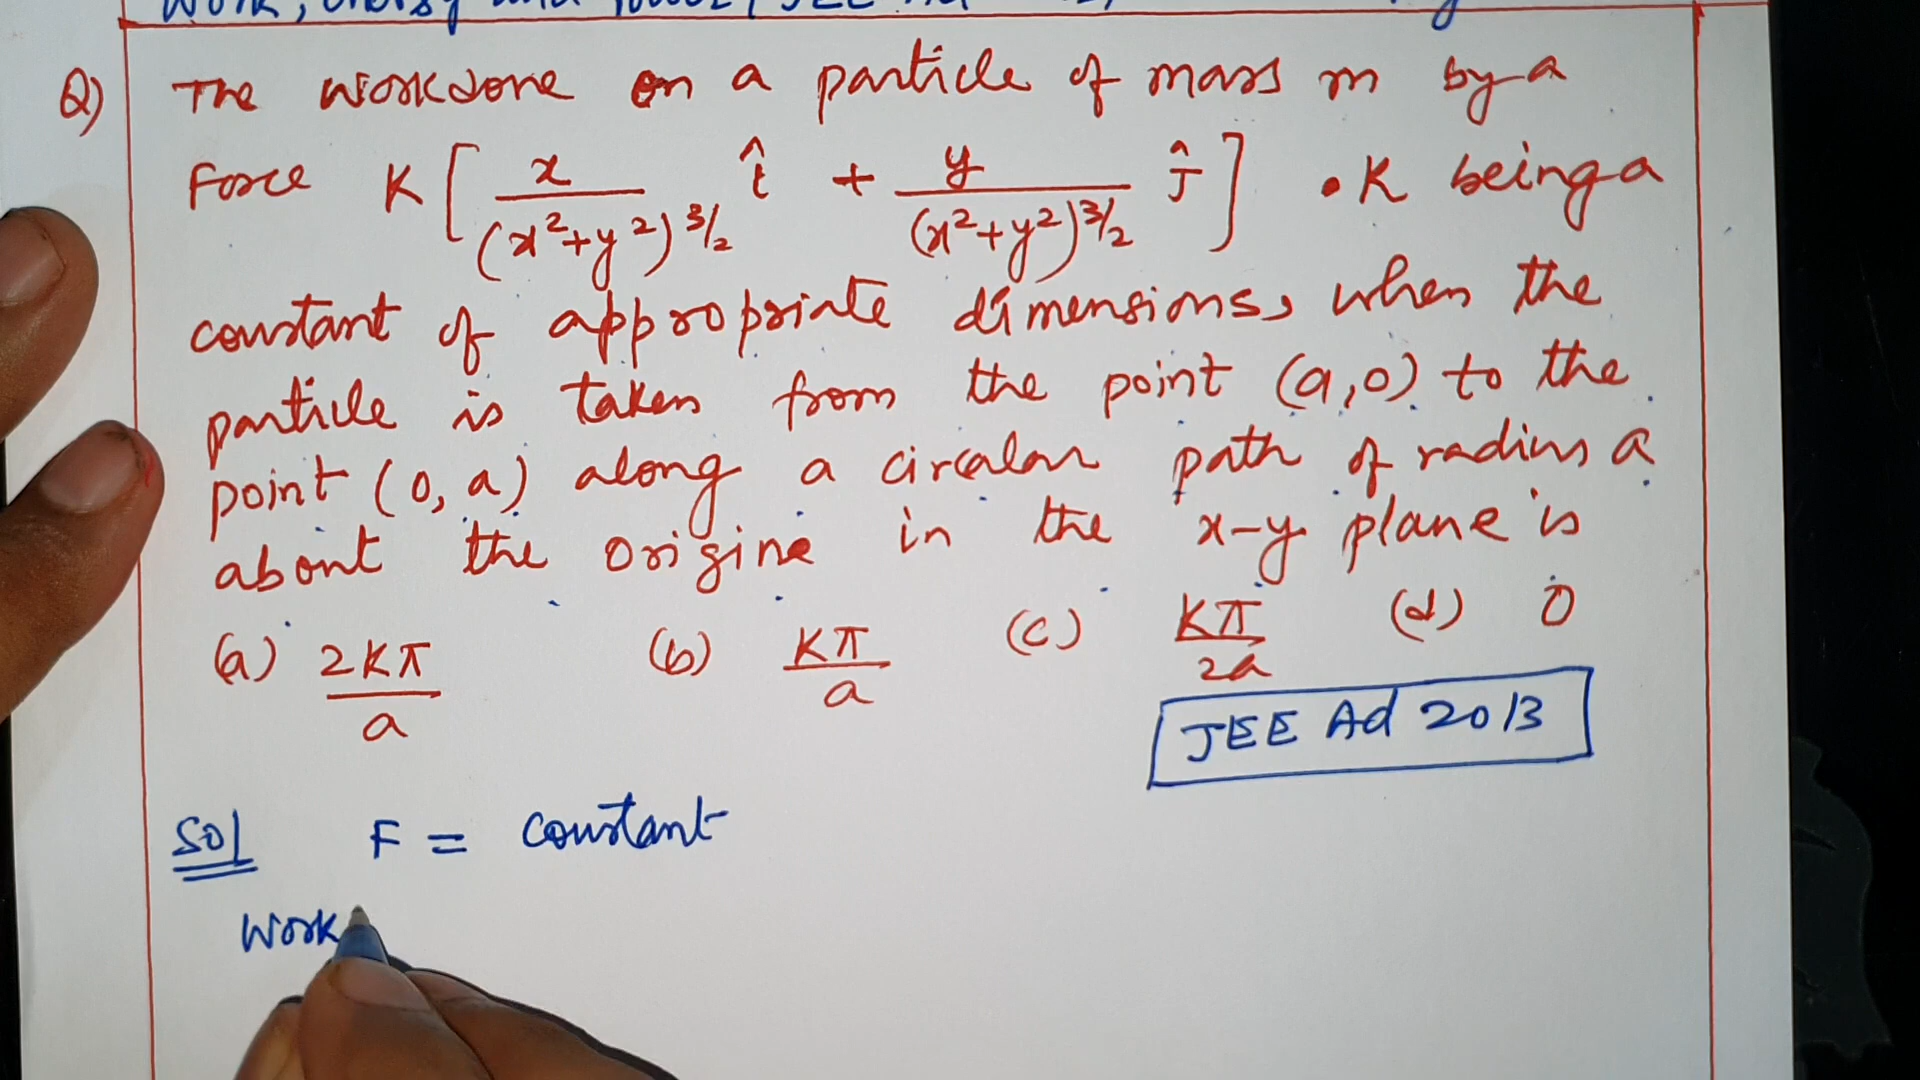 Work, energy and
Q) The workdone on a particle of mass m by a
Force K [ x/(x²+y²)^3/2 î + y/(x²+y²)^3/2 ĵ ] . K being a
constant of appropriate dimensions, when the
particle is taken from the point (a,0) to the
point (0,a) along a circular path of radius a
about the origine in the x-y plane is
(a) 2Kπ/a (b) Kπ/a (c) Kπ/2a (d) 0
JEE Ad 2013
Sol F = constant
Work